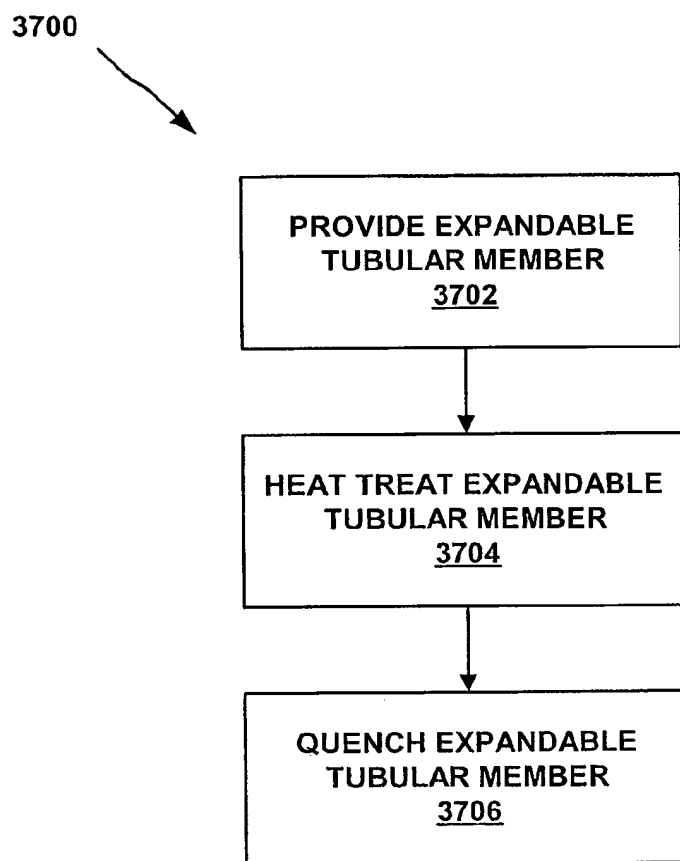 3700
PROVIDE EXPANDABLE
TUBULAR MEMBER
3702
HEAT TREAT EXPANDABLE
TUBULAR MEMBER
3704
QUENCH EXPANDABLE
TUBULAR MEMBER
3706